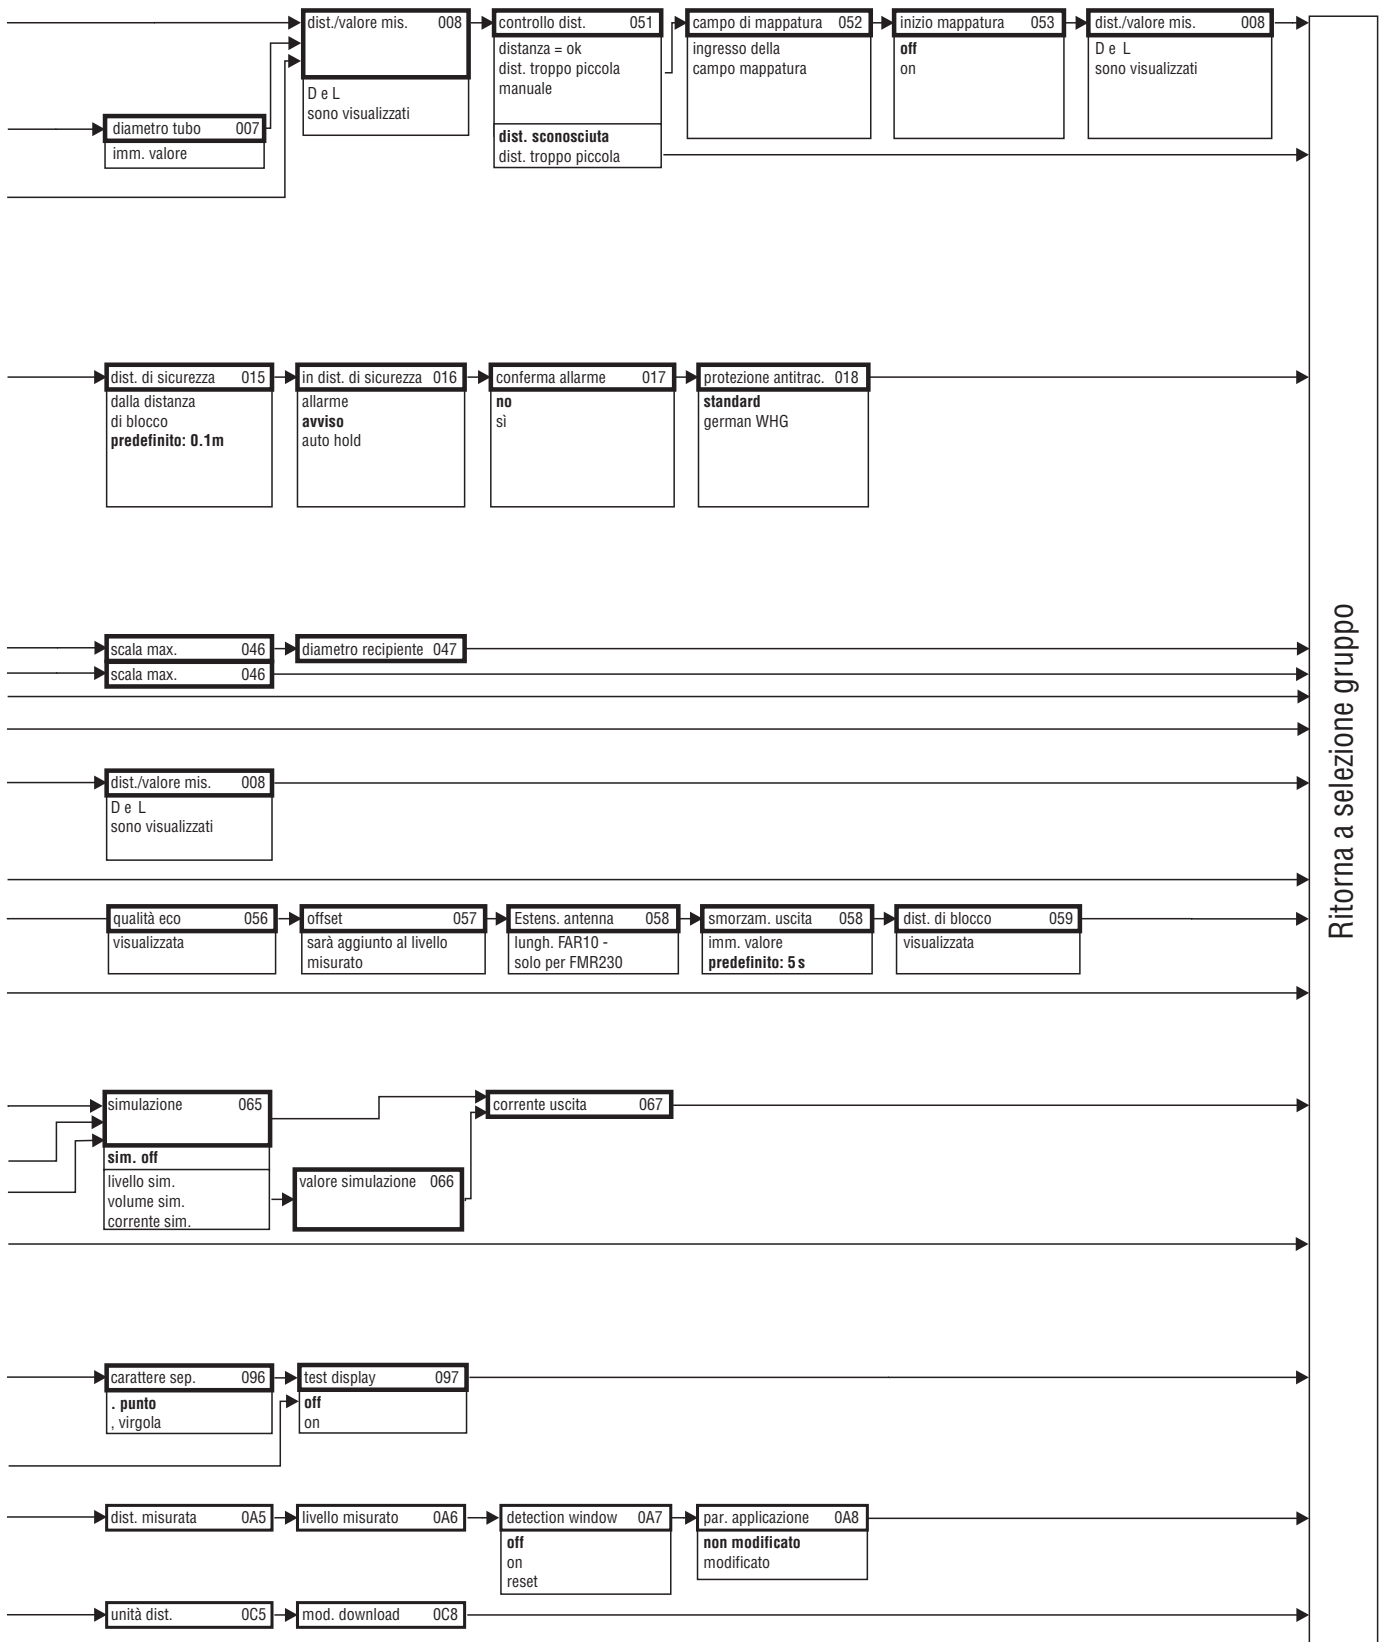 dist./valore mis. 008
D e L
sono visualizzati
controllo dist. 051
distanza = ok
dist. troppo piccola
manuale
dist. sconosciuta
dist. troppo piccola
campo di mappatura 052
ingresso della
campo mappatura
inizio mappatura 053
off
on
dist./valore mis. 008
D e L
sono visualizzati
diametro tubo 007
imm. valore
dist. di sicurezza 015
dalla distanza
di blocco
predefinito: 0.1m
in dist. di sicurezza 016
allarme
avviso
auto hold
conferma allarme 017
no
sì
protezione antitrac. 018
standard
german WHG
scala max. 046
diametro recipiente 047
scala max. 046
dist./valore mis. 008
D e L
sono visualizzati
qualità eco 056
visualizzata
offset 057
sarà aggiunto al livello
misurato
Estens. antenna 058
lungh. FAR10 -
solo per FMR230
smorzam. uscita 058
imm. valore
predefinito: 5 s
dist. di blocco 059
visualizzata
simulazione 065
sim. off
livello sim.
volume sim.
corrente sim.
valore simulazione 066
corrente uscita 067
carattere sep. 096
. punto
, virgola
test display 097
off
on
dist. misurata 0A5
livello misurato 0A6
detection window 0A7
off
on
reset
par. applicazione 0A8
non modificato
modificato
unità dist. 0C5
mod. download 0C8
Ritorna a selezione gruppo